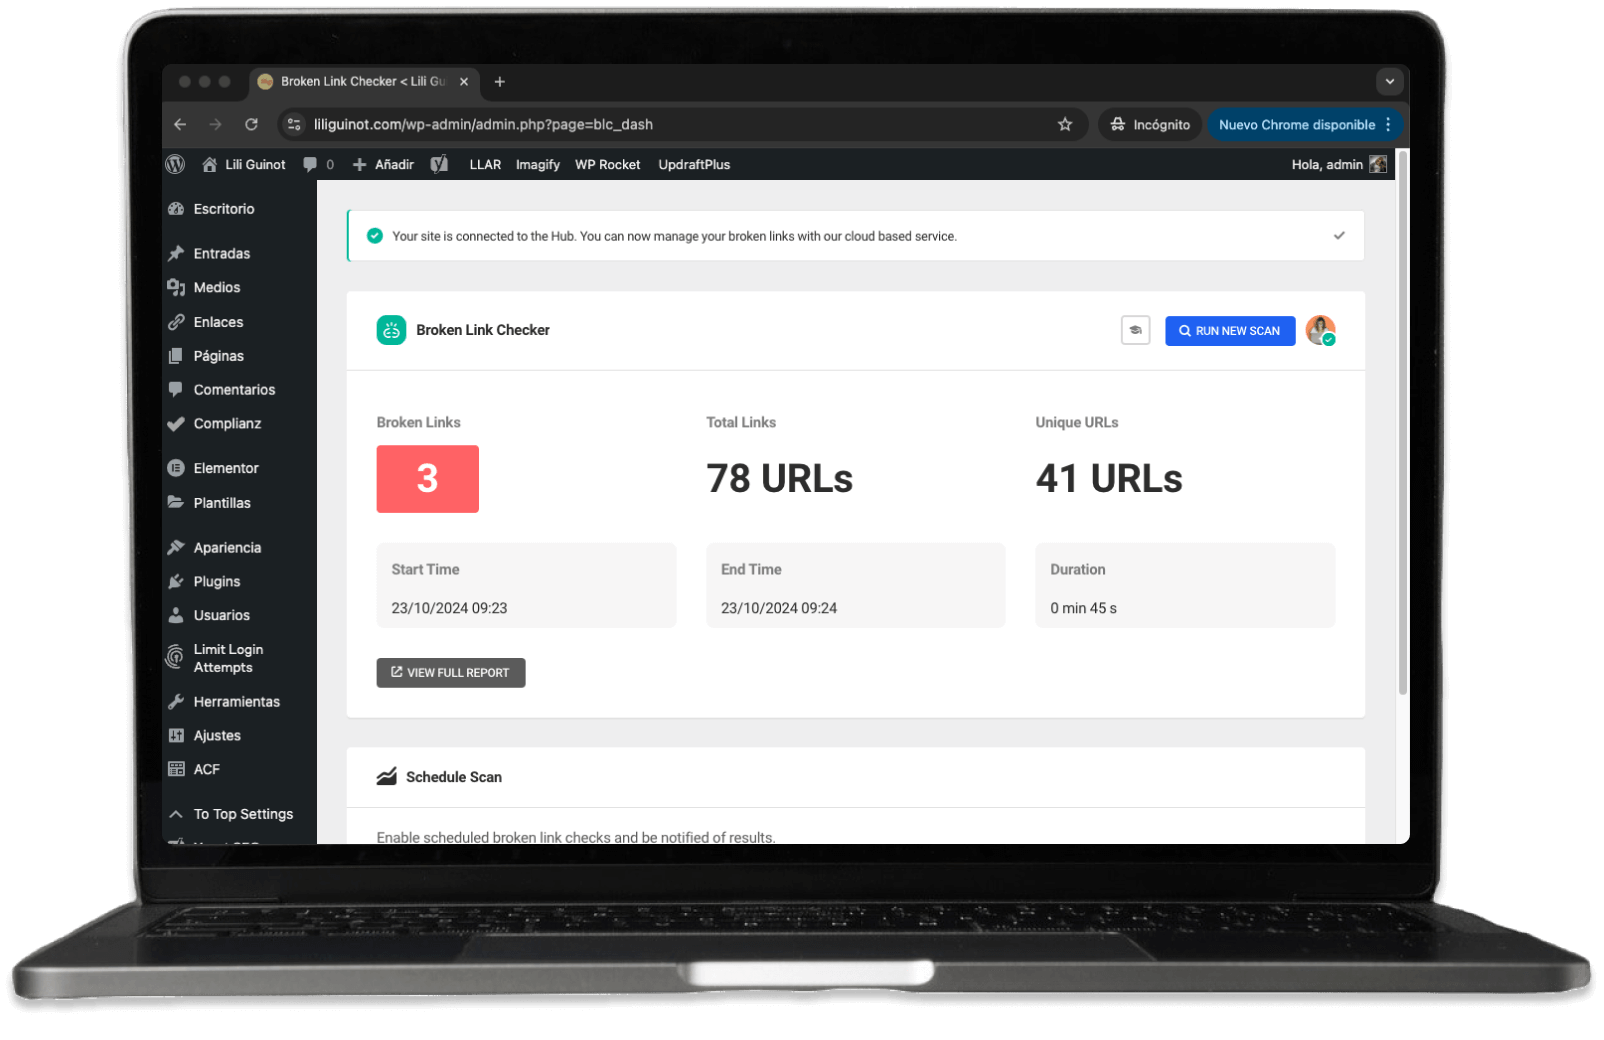 Broken Link Checker < Lili Gu
liliguinot.com/wp-admin/admin.php?page=blc_dash
Incógnito
Nuevo Chrome disponible
Lili Guinot
0
Añadir
LLAR
Imagify
WP Rocket
UpdraftPlus
Hola, admin
Escritorio
Entradas
Medios
Enlaces
Páginas
Comentarios
Complianz
Elementor
Plantillas
Apariencia
Plugins
Usuarios
Limit Login
Attempts
Herramientas
Ajustes
ACF
To Top Settings
Your site is connected to the Hub. You can now manage your broken links with our cloud based service.
Broken Link Checker
RUN NEW SCAN
Broken Links
3
Total Links
78 URLs
Unique URLs
41 URLs
Start Time
23/10/2024 09:23
End Time
23/10/2024 09:24
Duration
0 min 45 s
VIEW FULL REPORT
Schedule Scan
Enable scheduled broken link checks and be notified of results.